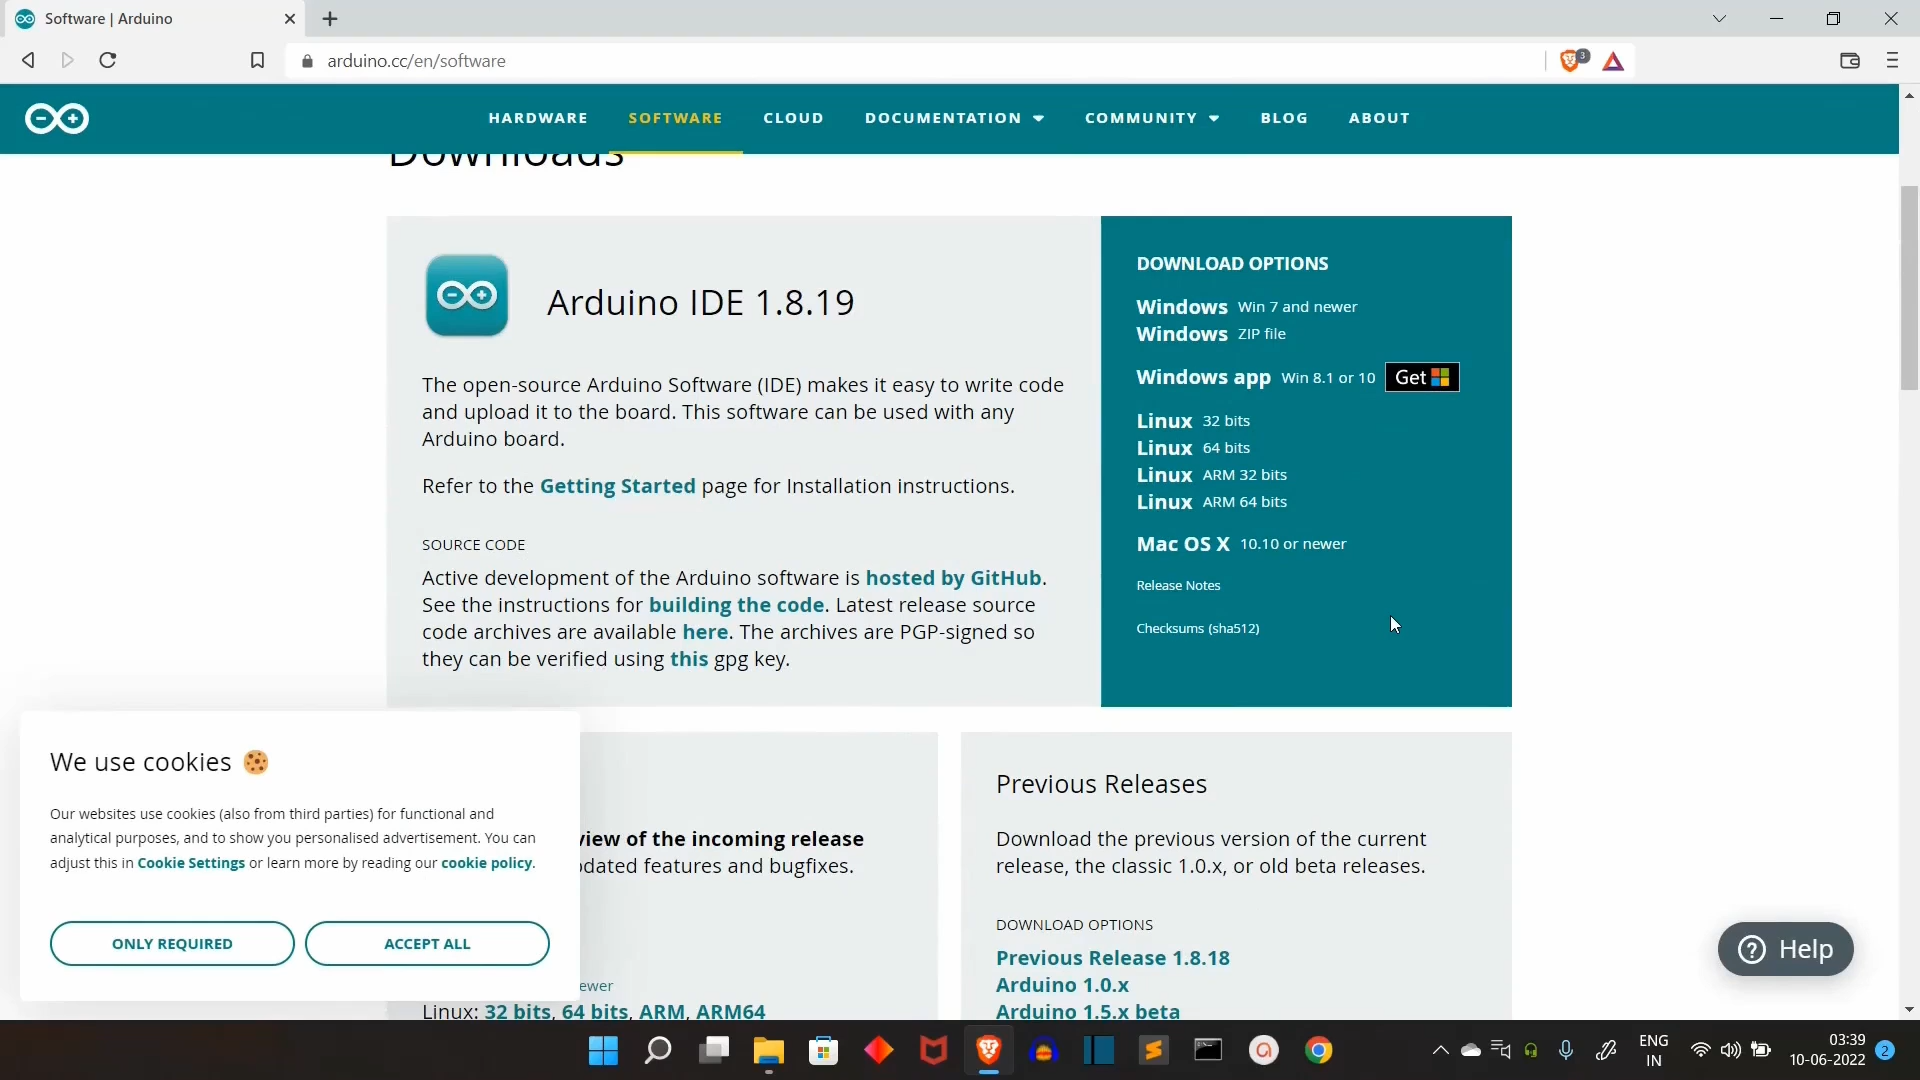 Software | Arduino
arduino.cc/en/software
3
HARDWARE SOFTWARE CLOUD DOCUMENTATION COMMUNITY BLOG ABOUT
Downloads
Arduino IDE 1.8.19
The open-source Arduino Software (IDE) makes it easy to write code
and upload it to the board. This software can be used with any
Arduino board.
Refer to the Getting Started page for Installation instructions.
SOURCE CODE
Active development of the Arduino software is hosted by GitHub.
See the instructions for building the code. Latest release source
code archives are available here. The archives are PGP-signed so
they can be verified using this gpg key.
DOWNLOAD OPTIONS
Windows Win 7 and newer
Windows ZIP file
Windows app Win 8.1 or 10 Get
Linux 32 bits
Linux 64 bits
Linux ARM 32 bits
Linux ARM 64 bits
Mac OS X 10.10 or newer
Release Notes
Checksums (sha512)
We use cookies
Our websites use cookies (also from third parties) for functional and
analytical purposes, and to show you personalised advertisement. You can
adjust this in Cookie Settings or learn more by reading our cookie policy.
ONLY REQUIRED ACCEPT ALL
view of the incoming release
pdated features and bugfixes.
ewer
Linux: 32 bits, 64 bits, ARM, ARM64
Previous Releases
Download the previous version of the current
release, the classic 1.0.x, or old beta releases.
DOWNLOAD OPTIONS
Previous Release 1.8.18
Arduino 1.0.x
Arduino 1.5.x beta
Help
ENG
IN
03:39
10-06-2022
2